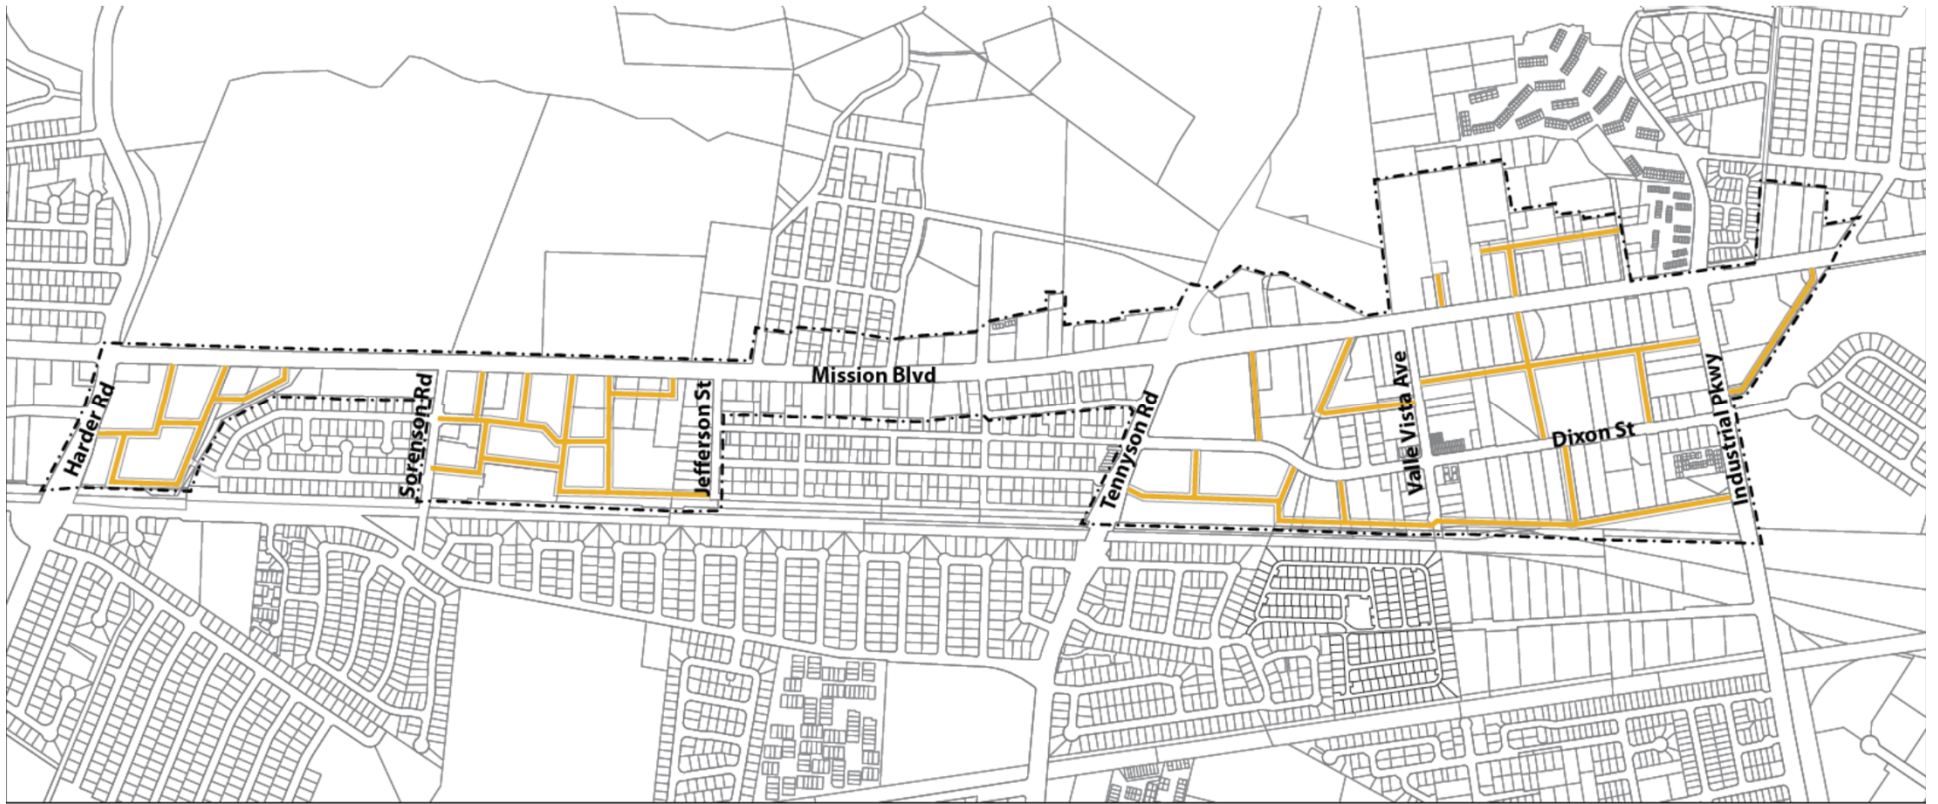 Harder Rd
Sorenson Rd
Jefferson St
Mission Blvd
Tennyson Rd
Valle Vista Ave
Dixon St
Industrial Pkwy